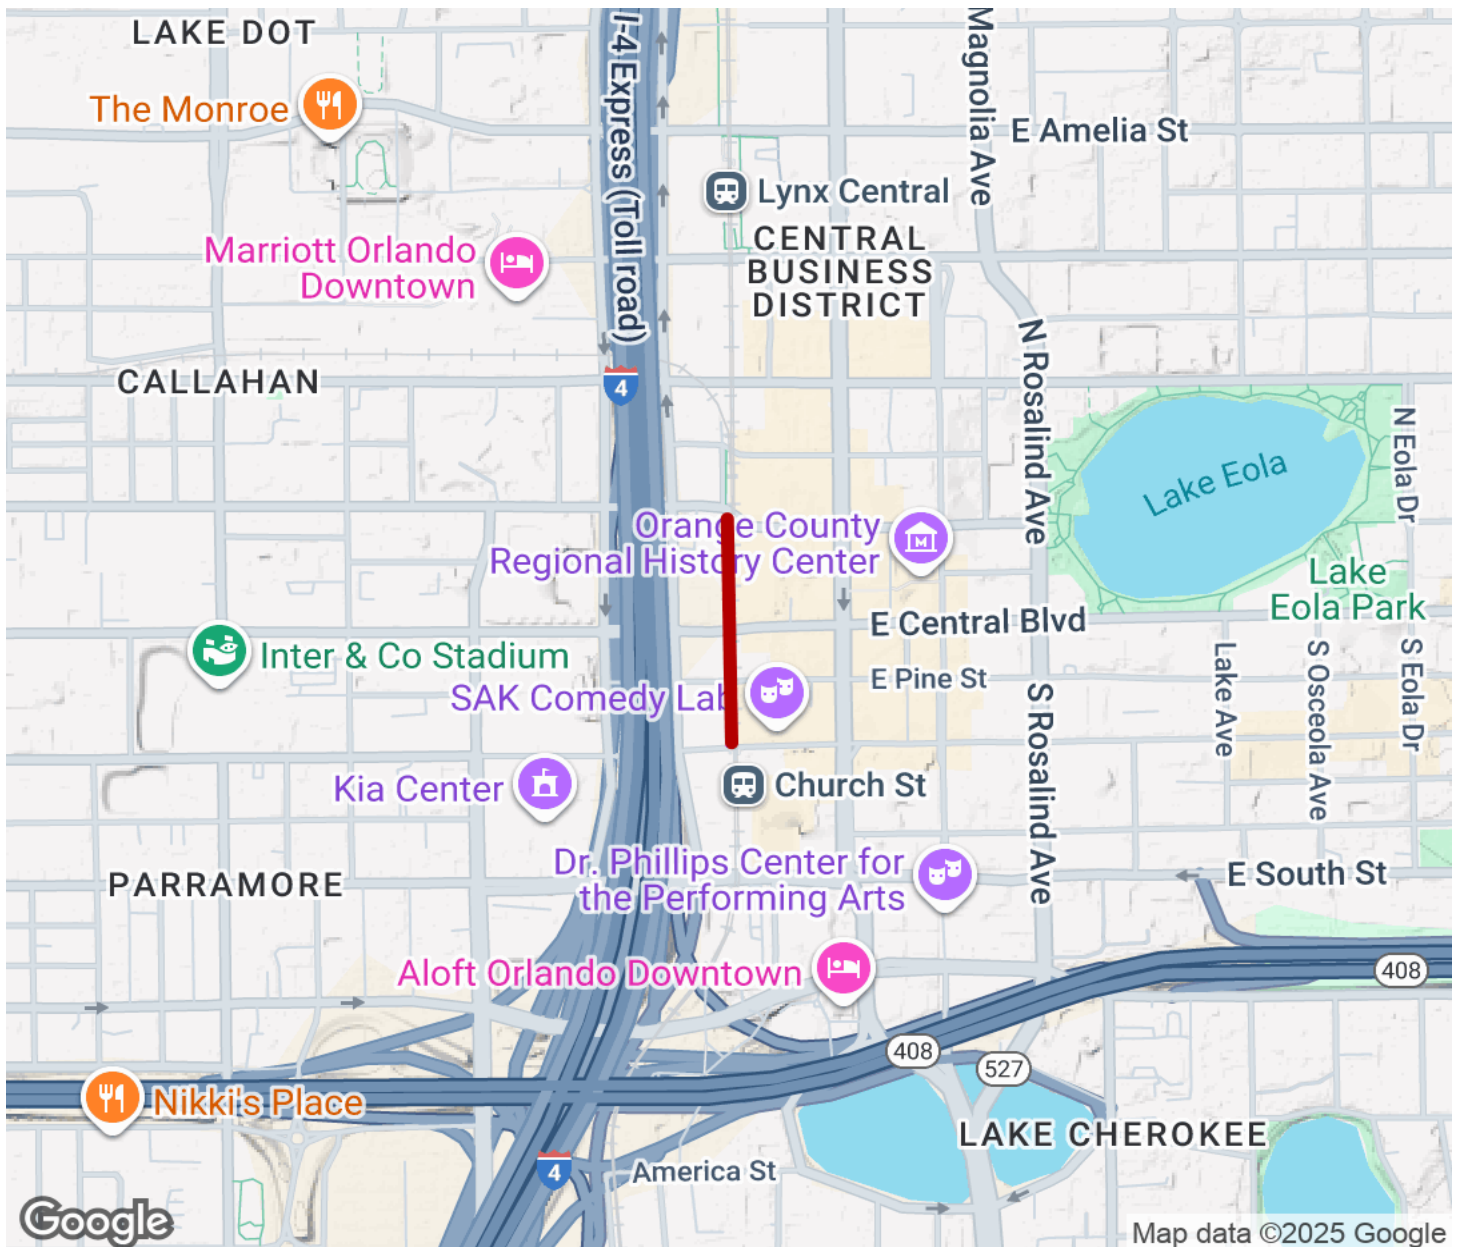 LAKE DOT
The Monroe
I-4 Express (Toll road)
Magnolia Ave
E Amelia St
Lynx Central
CENTRAL
BUSINESS
DISTRICT
Marriott Orlando
Downtown
N Rosalind Ave
CALLAHAN
4
Lake Eola
N Eola Dr
Orange County
Regional History Center
M
Lake
Eola Park
E Central Blvd
Inter & Co Stadium
E Pine St
SAK Comedy Lab
S Rosalind Ave
Lake Ave
S Osceola Ave
S Eola Dr
Kia Center
Church St
Dr. Phillips Center for
the Performing Arts
PARRAMORE
E South St
Aloft Orlando Downtown
408
408
527
Nikki's Place
LAKE CHEROKEE
4
America St
Google
Map data ©2025 Google